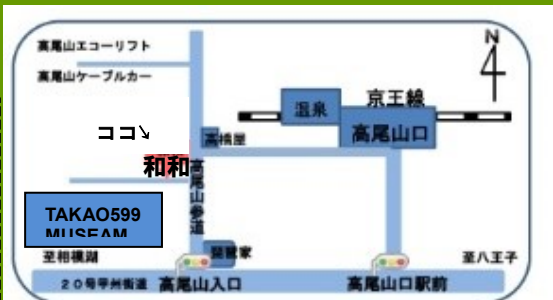 高尾山エコーリフト
高尾山ケーブルカー
N
京王線
温泉
高尾山口
ココ↘
高橋屋
和和
高尾山参道
TAKAO599
MUSEAM
琵琶家
至相模湖
至八王子
20号甲州街道
高尾山入口
高尾山口駅前